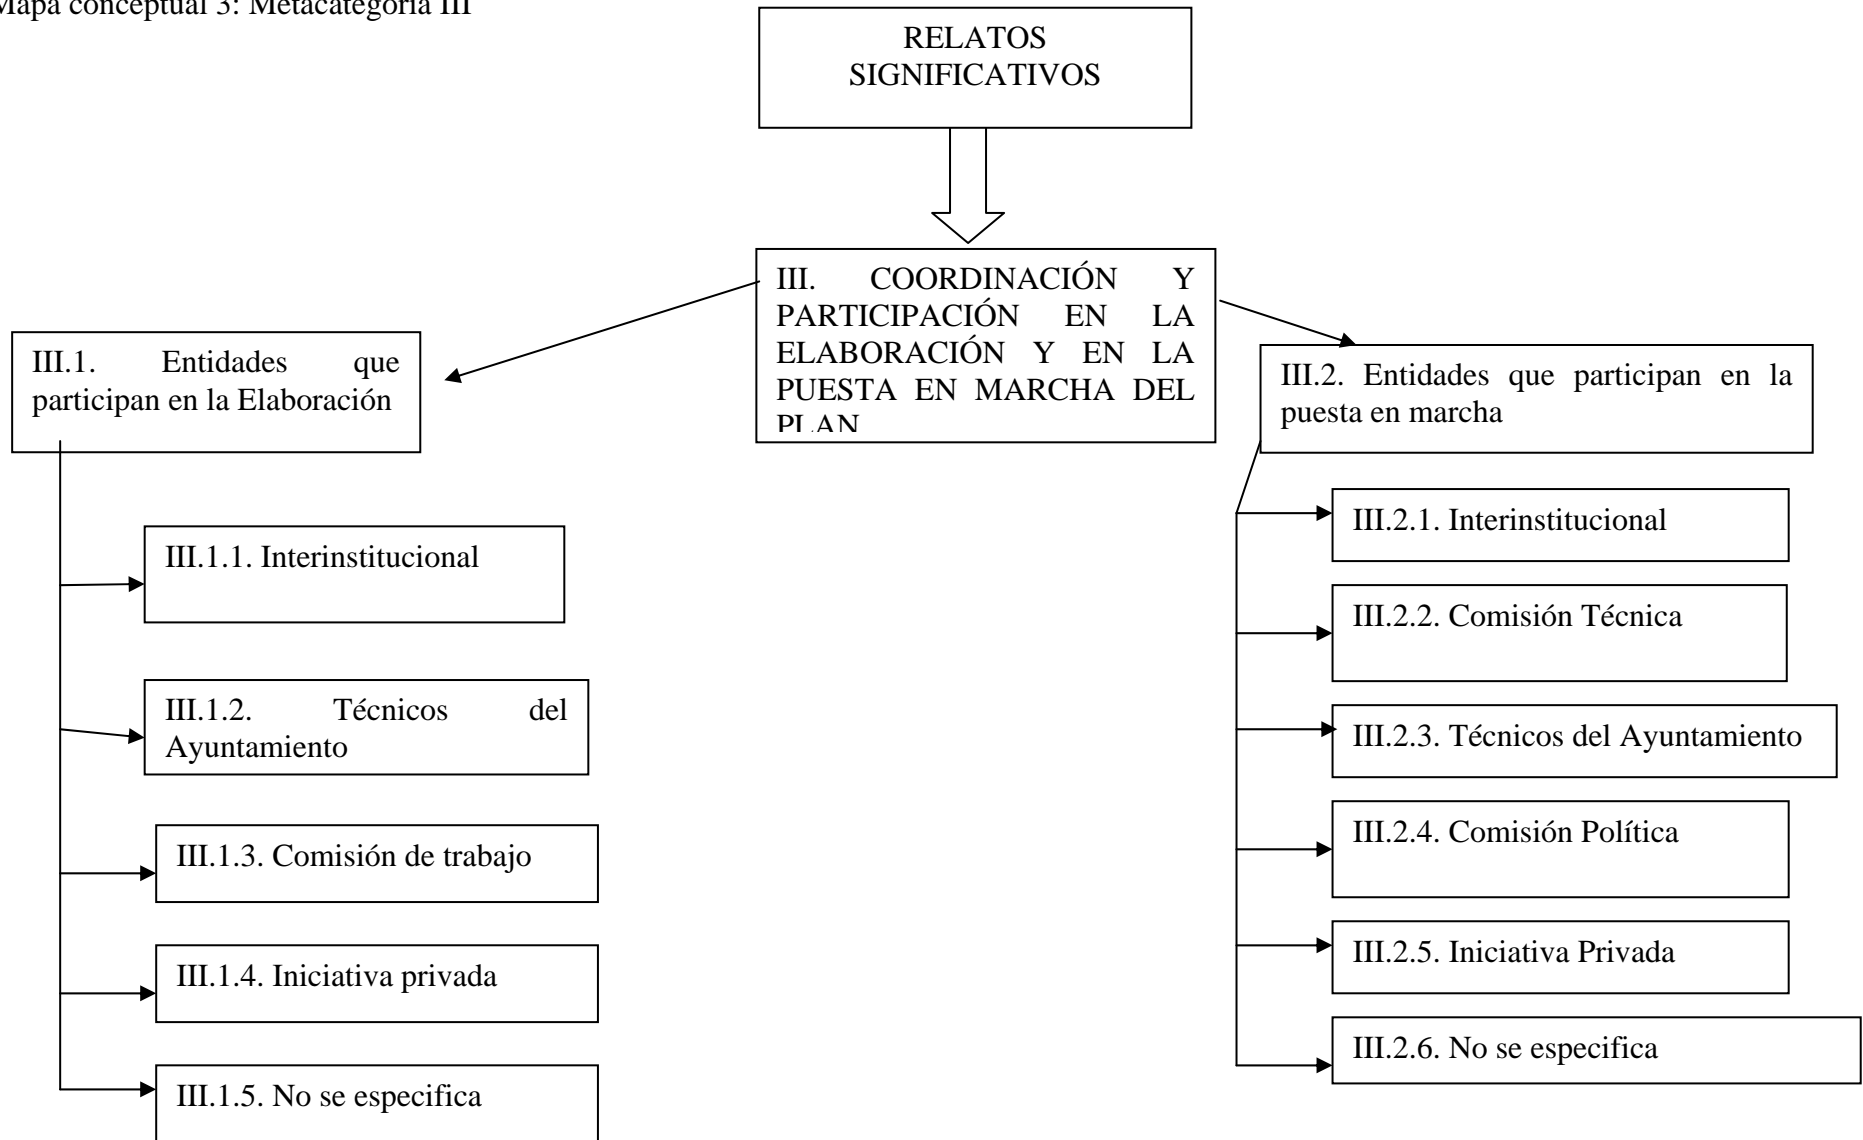 Mapa conceptual 3: Metacategoría III
RELATOS
SIGNIFICATIVOS
III. COORDINACIÓN Y
PARTICIPACIÓN EN LA
ELABORACIÓN Y EN LA
PUESTA EN MARCHA DEL
PLAN
III.1. Entidades que
participan en la Elaboración
III.1.1. Interinstitucional
III.1.2. Técnicos del
Ayuntamiento
III.1.3. Comisión de trabajo
III.1.4. Iniciativa privada
III.1.5. No se especifica
III.2. Entidades que participan en la
puesta en marcha
III.2.1. Interinstitucional
III.2.2. Comisión Técnica
III.2.3. Técnicos del Ayuntamiento
III.2.4. Comisión Política
III.2.5. Iniciativa Privada
III.2.6. No se especifica